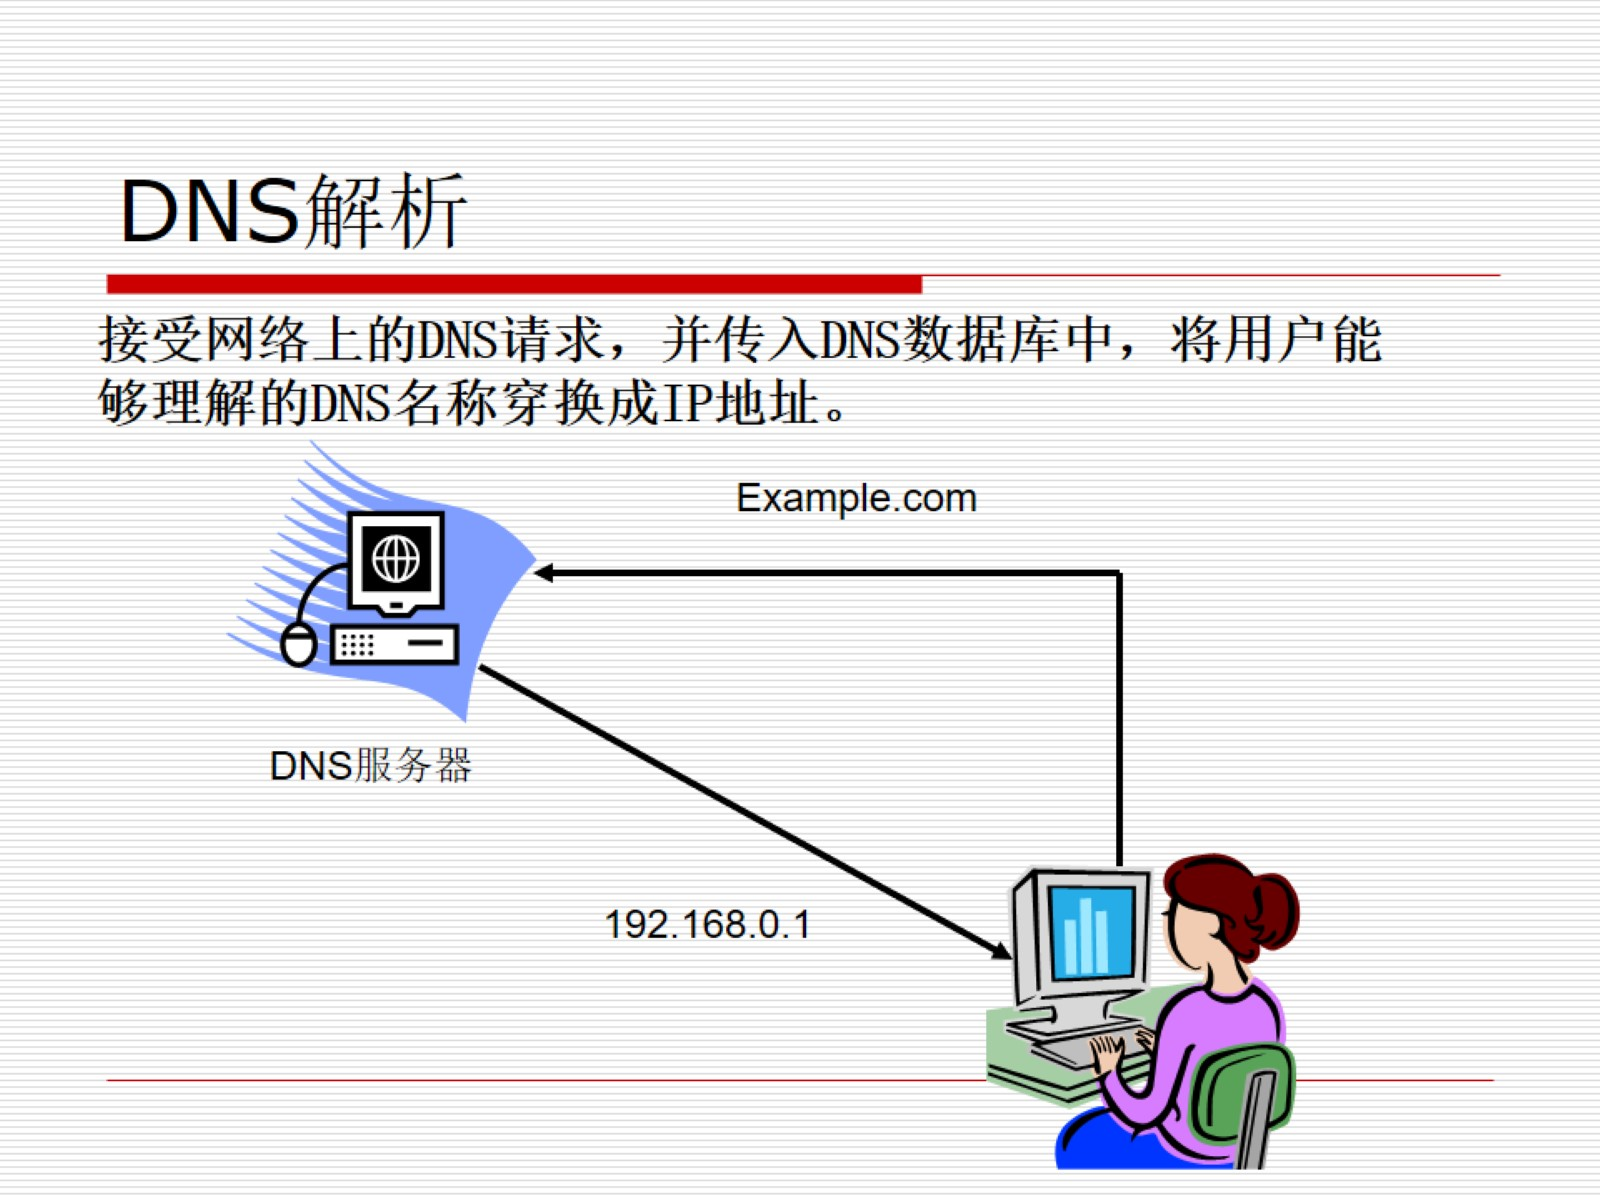 DNS解析
接受网络上的DNS请求，并传入DNS数据库中，将用户能
够理解的DNS名称穿换成IP地址。
Example.com
DNS服务器
192.168.0.1